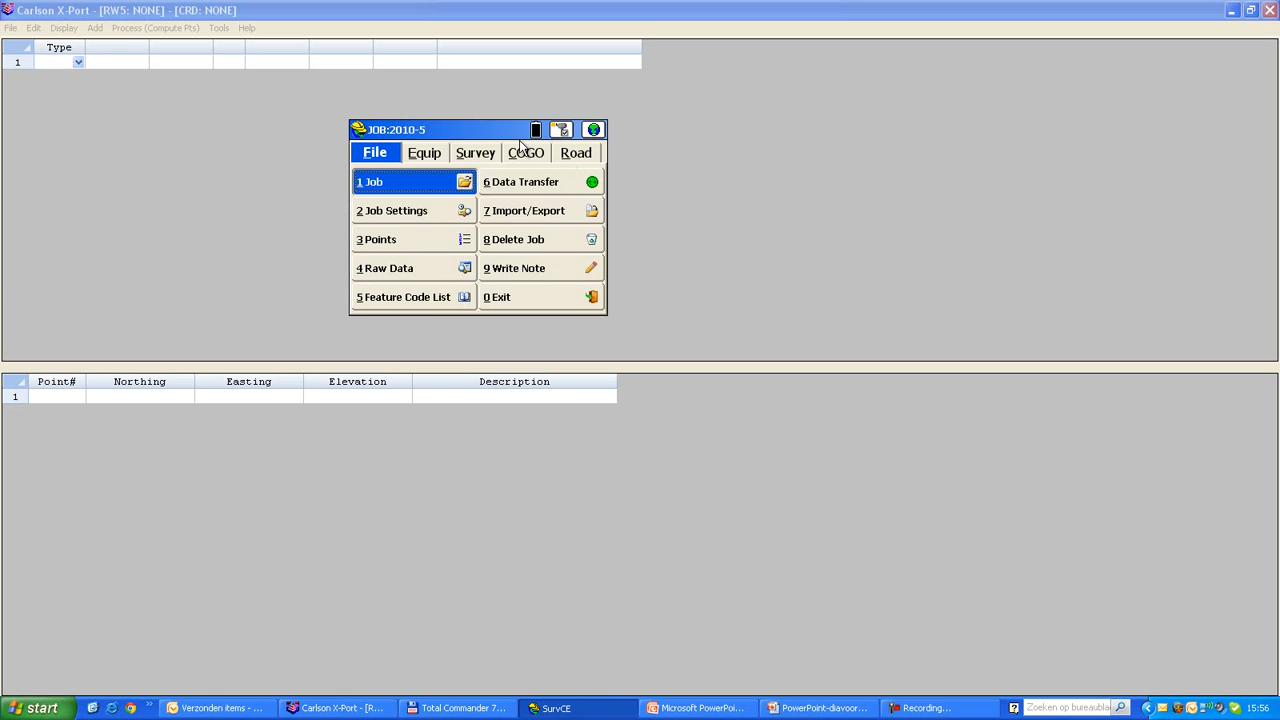 Carlson X-Port - [RW5: NONE] - [CRD: NONE]
File Edit Display Add Process (Compute Pts) Tools Help
Type
1
JOB:2010-5
File Equip Survey COGO Road
1 Job 6 Data Transfer
2 Job Settings 7 Import/Export
3 Points 8 Delete Job
4 Raw Data 9 Write Note
5 Feature Code List 0 Exit
Point# Northing Easting Elevation Description
1
start Verzonden items - ... Carlson X-Port - [R... Total Commander 7... SurvCE Microsoft PowerPoi... PowerPoint-diavoor... Recording... Zoeken op bureaubla 15:56